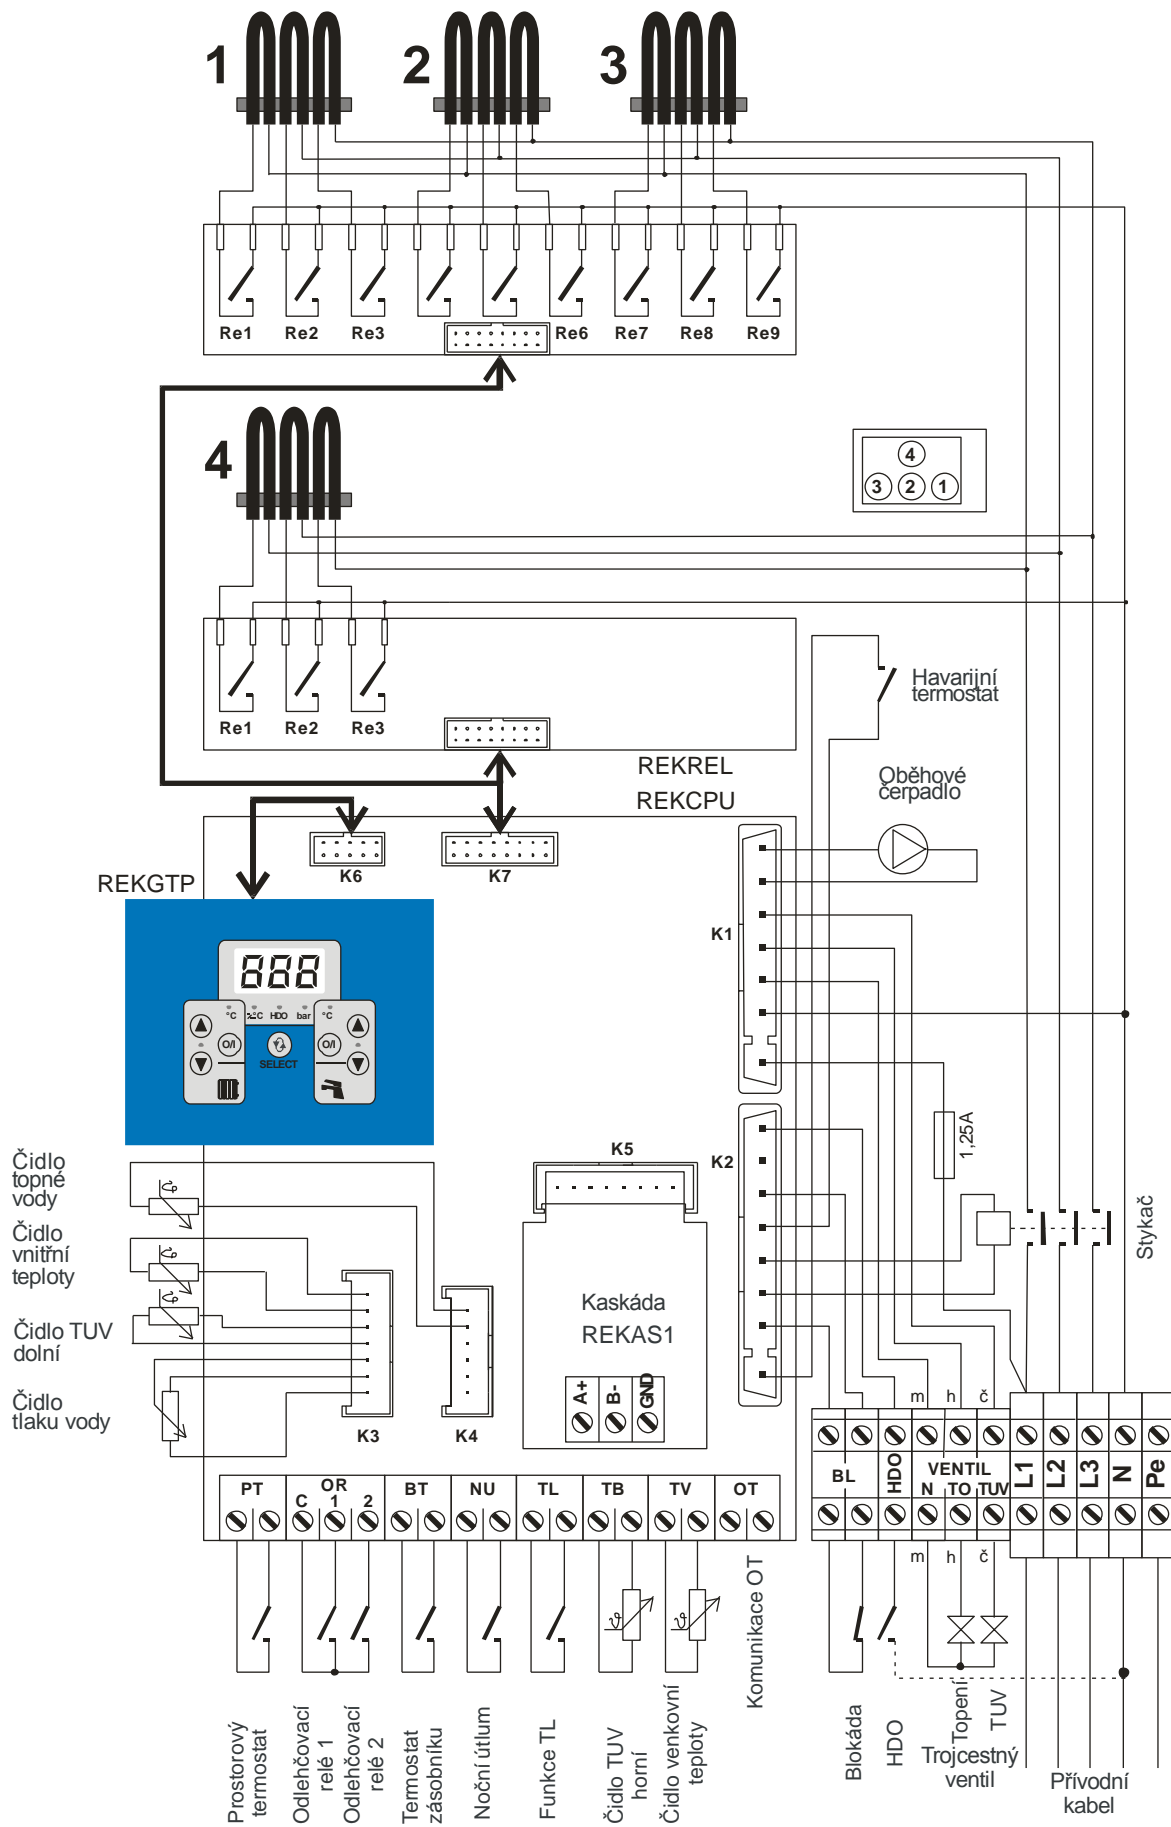 1 2 3
Re1 Re2 Re3 Re6 Re7 Re8 Re9
4
4
3 2 1
Re1 Re2 Re3
Havarijní
termostat
REKREL
REKCPU
Oběhové
čerpadlo
K6 K7
REKGTP
K1
°C °C HDO bar °C
O/I O/I
SELECT
1,25A
K5
K2
Čidlo
topné
vody
Čidlo
vnitřní
teploty
Stykač
Kaskáda
REKAS1
Čidlo TUV
dolní
A+ B- GND
Čidlo
tlaku vody
K3 K4
m h č
BL HDO VENTIL L1 L2 L3 N Pe
N TO TUV
PT OR BT NU TL TB TV OT
C 1 2
m h č
Komunikace OT
Prostorový
termostat
Odlehčovací
relé 1
Odlehčovací
relé 2
Termostat
zásobníku
Noční útlum
Funkce TL
Čidlo TUV
horní
Čidlo venkovní
teploty
Blokáda
HDO
Topení
TUV
Trojcestný
ventil
Přívodní
kabel